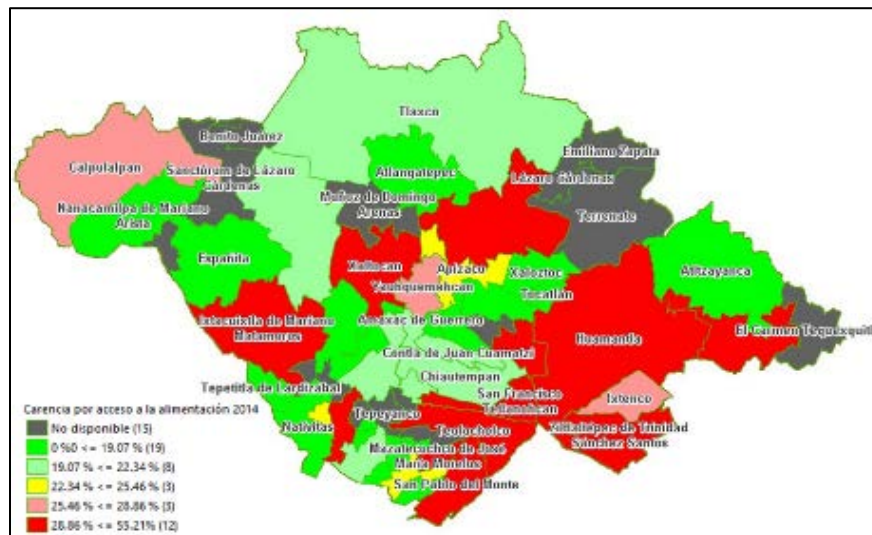 Tlaxco
Benito Juárez
Emiliano Zapata
Calpulalpan
Sanctórum de Lázaro
Cárdenas
Atlangatepec
Lázaro Cárdenas
Muñoz de Domingo
Arenas
Nanacamilpa de Mariano
Arista
Terrenate
Españita
Xaltocan
Apizaco
Xaloztoc
Atltzayanca
Yauhquemehcan
Tocatlán
Ixtacuixtla de Mariano
Matamoros
Amaxac de Guerrero
Huamantla
El Carmen Tequexquitl
Contla de Juan Cuamatzi
Chiautempan
Tepetitla de Lardizabal
San Francisco
Tetlanohcan
Ixtenco
Carencia por acceso a la alimentación 2014
No disponible (15)
Nativitas
Tepeyanco
Teolocholco
Ziltlaltépec de Trinidad
Sánchez Santos
0 %0 <= 19.07 % (19)
Mazatecochco de José
María Morelos
19.07 % <= 22.34 % (8)
22.34 % <= 25.46 % (3)
San Pablo del Monte
25.46 % <= 28.86 % (3)
28.86 % <= 55.21% (12)